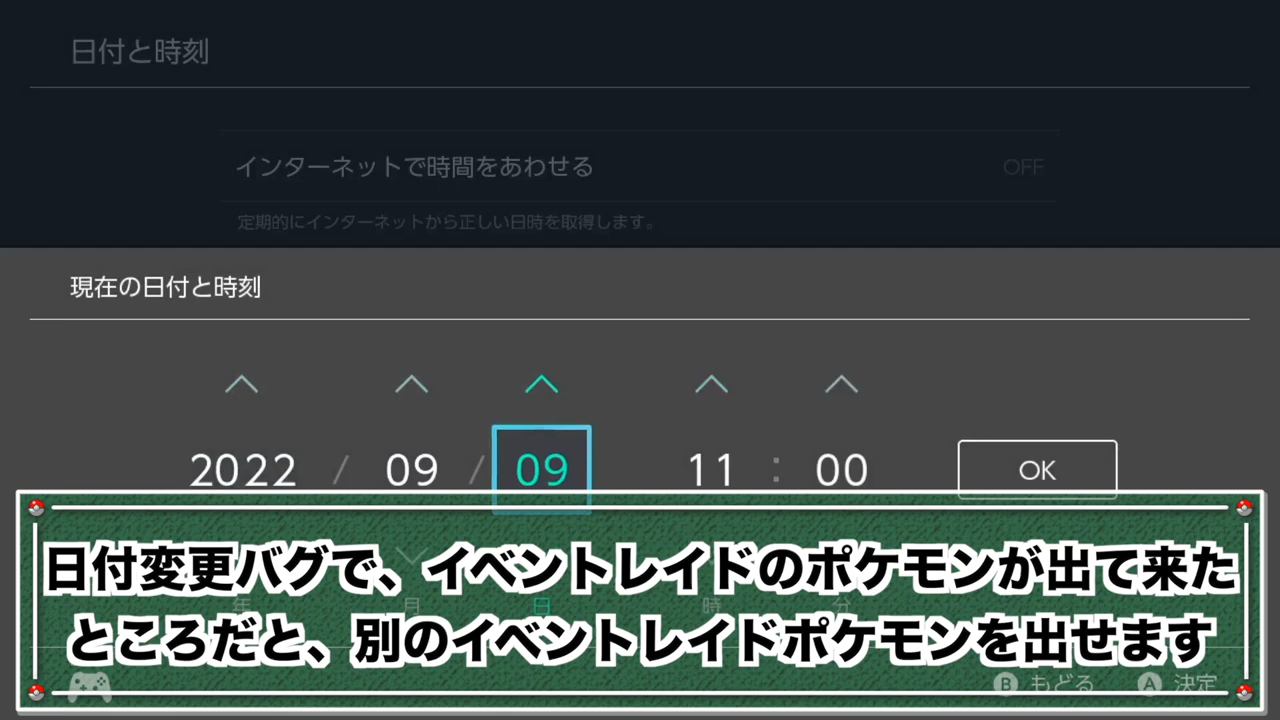 日付と時刻
インターネットで時間をあわせる OFF
定期的にインターネットから正しい日時を取得します。
現在の日付と時刻
2022 / 09 / 09 11 : 00 OK
日付変更バグで、イベントレイドのポケモンが出て来た
年 月 日 時 分
ところだと、別のイベントレイドポケモンを出せます
B もどる A 決定